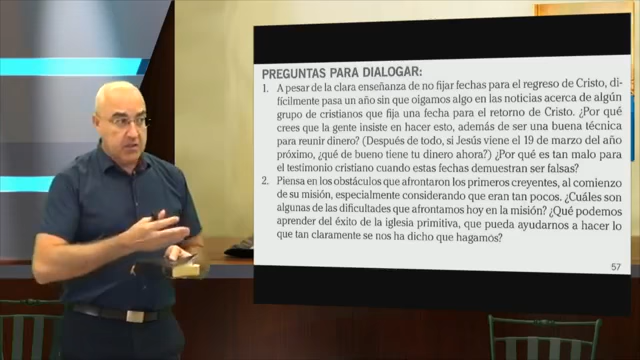 PREGUNTAS PARA DIALOGAR:
1. A pesar de la clara enseñanza de no fijar fechas para el regreso de Cristo, di-
fícilmente pasa un año sin que oigamos algo en las noticias acerca de algún
grupo de cristianos que fija una fecha para el retorno de Cristo. ¿Por qué
crees que la gente insiste en hacer esto, además de ser una buena técnica
para reunir dinero? (Después de todo, si Jesús viene el 19 de marzo del año
próximo, ¿qué de bueno tiene tu dinero ahora?) ¿Por qué es tan malo para el
testimonio cristiano cuando estas fechas demuestran ser falsas?
2. Piensa en los obstáculos que afrontaron los primeros creyentes, al comienzo
de su misión, especialmente considerando que eran tan pocos. ¿Cuáles son
algunas de las dificultades que afrontamos hoy en la misión? ¿Qué podemos
aprender del éxito de la iglesia primitiva, que pueda ayudarnos a hacer lo
que tan claramente se nos ha dicho que hagamos?
57